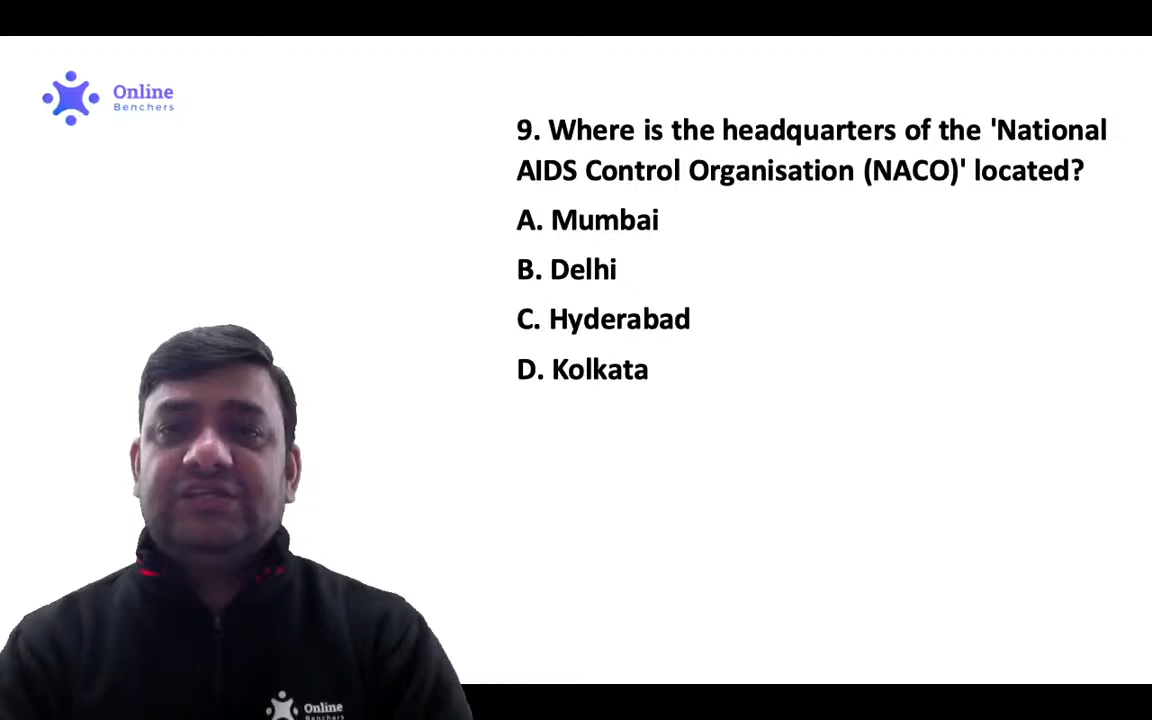 Online
Benchers
9. Where is the headquarters of the 'National
AIDS Control Organisation (NACO)' located?
A. Mumbai
B. Delhi
C. Hyderabad
D. Kolkata
Online
Benchers